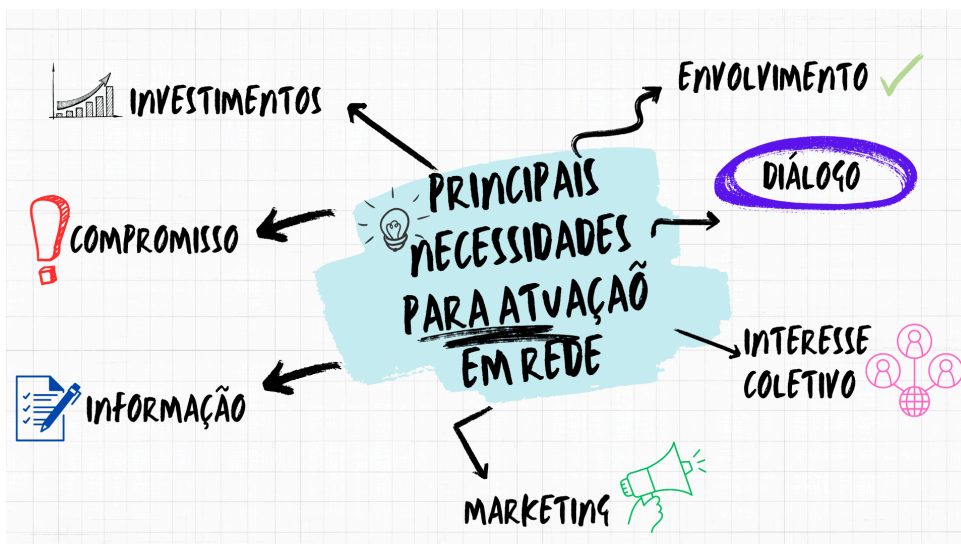 INVESTIMENTOS
ENVOLVIMENTO
DIÁLOGO
COMPROMISSO
PRINCIPAIS
NECESSIDADES
PARA ATUAÇAÕ
EM REDE
INTERESSE
COLETIVO
INFORMAÇÃO
MARKETING